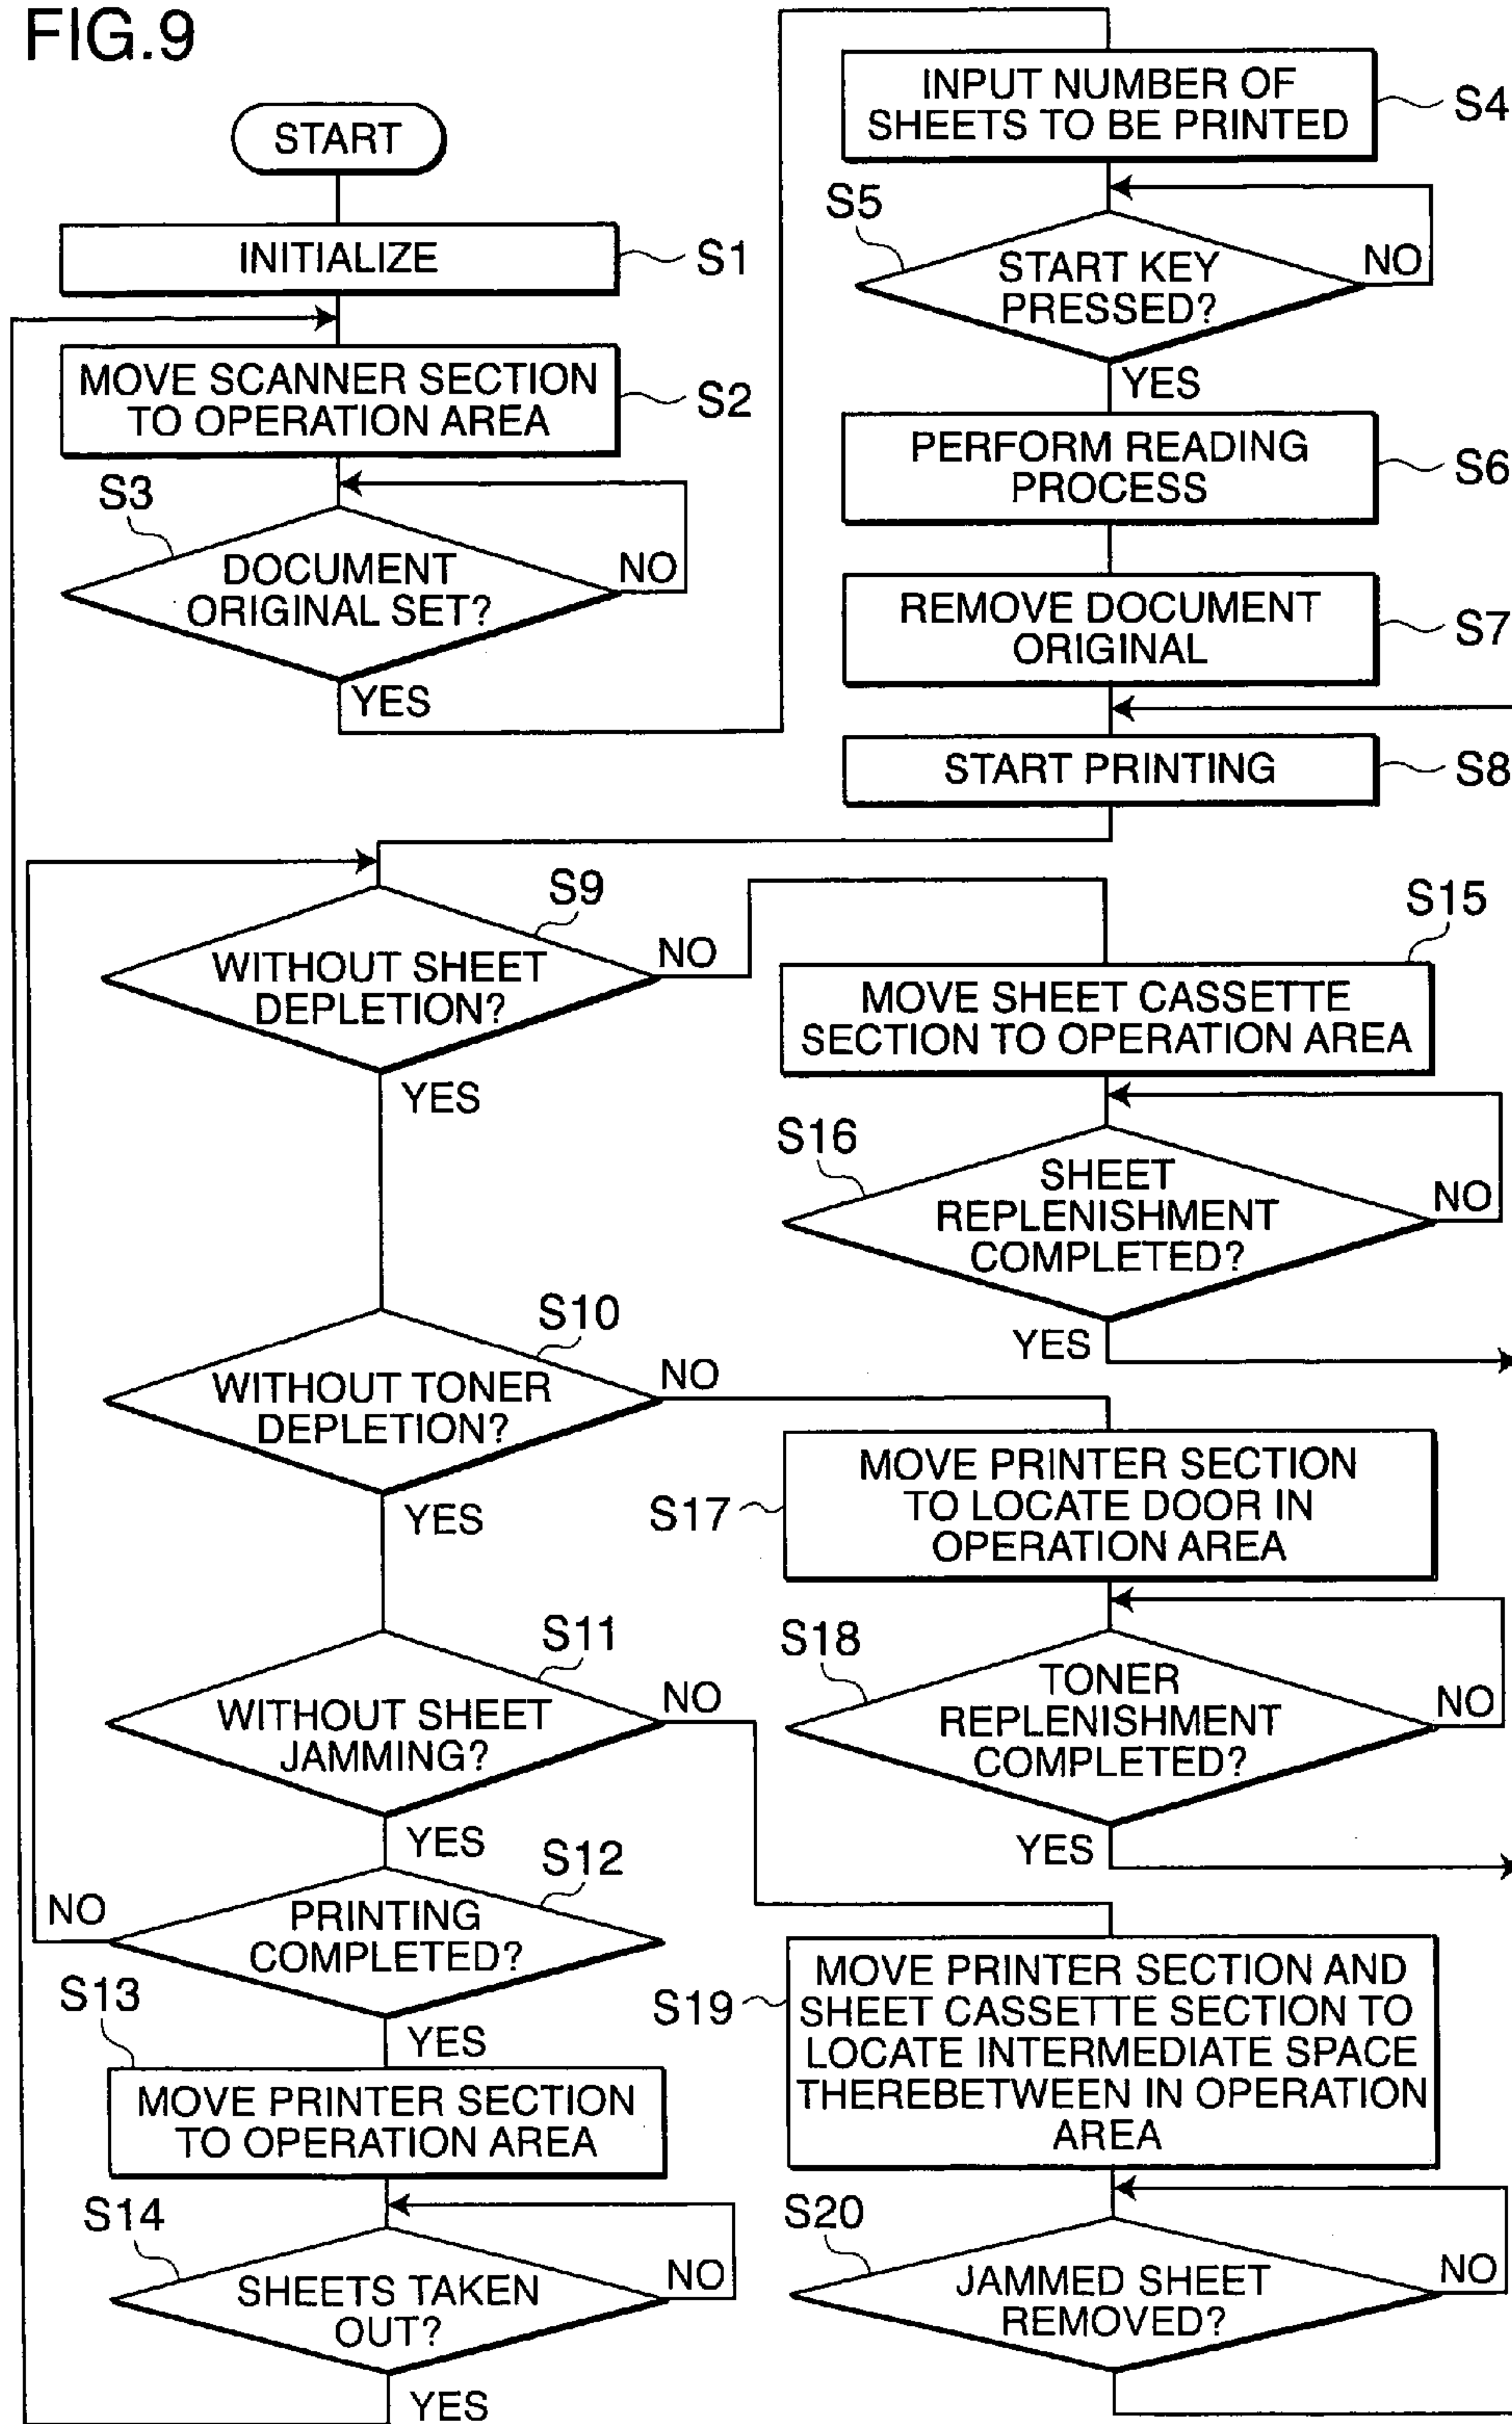 FIG.9
START
INITIALIZE
S1
MOVE SCANNER SECTION
TO OPERATION AREA
S2
S3
DOCUMENT
ORIGINAL SET?
NO
YES
INPUT NUMBER OF
SHEETS TO BE PRINTED
S4
S5
START KEY
PRESSED?
NO
YES
PERFORM READING
PROCESS
S6
REMOVE DOCUMENT
ORIGINAL
S7
START PRINTING
S8
S9
WITHOUT SHEET
DEPLETION?
NO
YES
S10
WITHOUT TONER
DEPLETION?
NO
YES
S11
WITHOUT SHEET
JAMMING?
NO
YES
S12
PRINTING
COMPLETED?
NO
YES
S13
MOVE PRINTER SECTION
TO OPERATION AREA
S14
SHEETS TAKEN
OUT?
NO
YES
S15
MOVE SHEET CASSETTE
SECTION TO OPERATION AREA
S16
SHEET
REPLENISHMENT
COMPLETED?
NO
YES
S17
MOVE PRINTER SECTION
TO LOCATE DOOR IN
OPERATION AREA
S18
TONER
REPLENISHMENT
COMPLETED?
NO
YES
S19
MOVE PRINTER SECTION AND
SHEET CASSETTE SECTION TO
LOCATE INTERMEDIATE SPACE
THEREBETWEEN IN OPERATION
AREA
S20
JAMMED SHEET
REMOVED?
NO